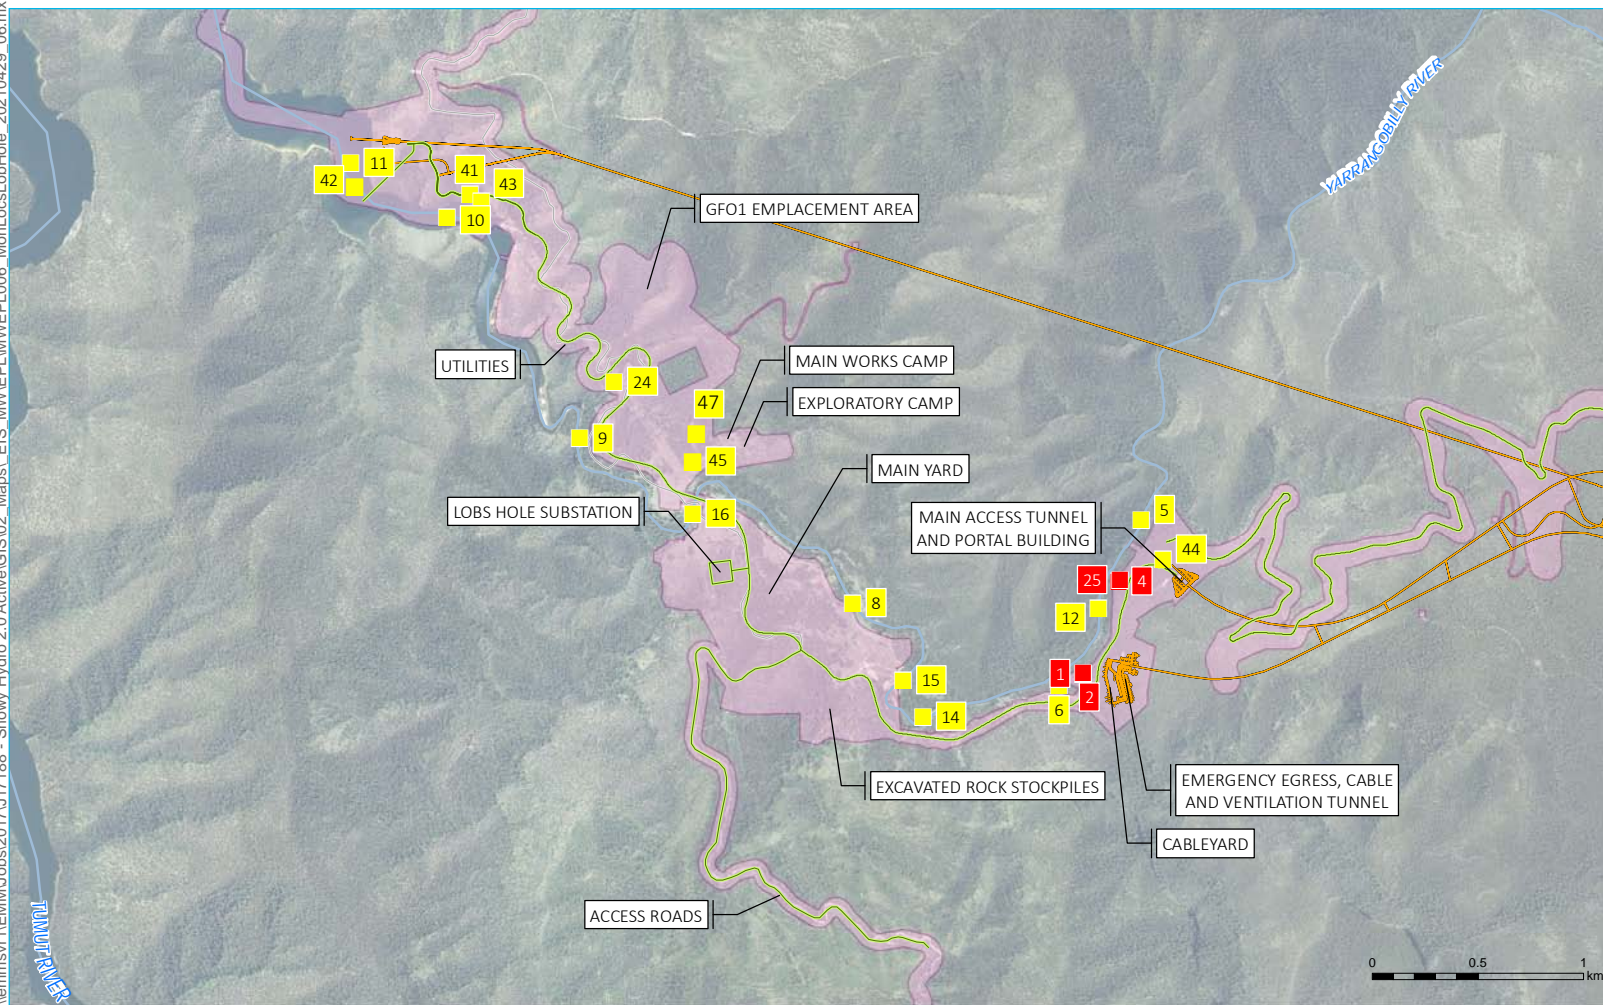 YARRANGOBILLY RIVER
11
41
42
43
10
GFO1 EMPLACEMENT AREA
UTILITIES
MAIN WORKS CAMP
24
EXPLORATORY CAMP
47
9
45
MAIN YARD
LOBS HOLE SUBSTATION
16
MAIN ACCESS TUNNEL
AND PORTAL BUILDING
5
44
25
4
8
12
1
15
2
6
14
EXCAVATED ROCK STOCKPILES
EMERGENCY EGRESS, CABLE
AND VENTILATION TUNNEL
CABLEYARD
ACCESS ROADS
TUMUT RIVER
0
0.5
1
km